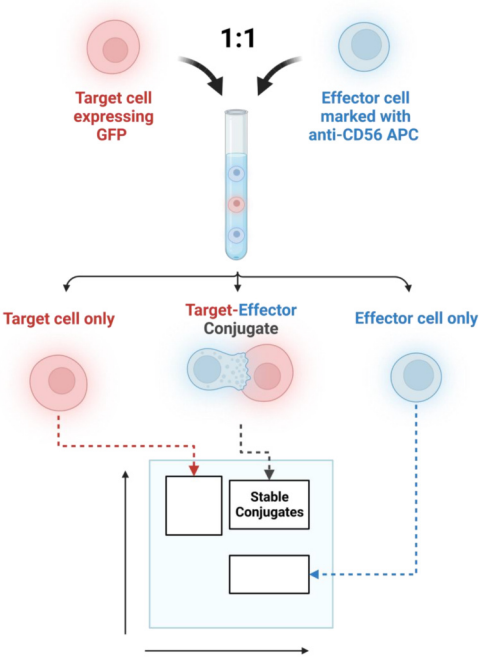 1:1
Target cell
expressing
GFP
Effector cell
marked with
anti-CD56 APC
Target cell only
Target-Effector
Conjugate
Effector cell only
Stable
Conjugates